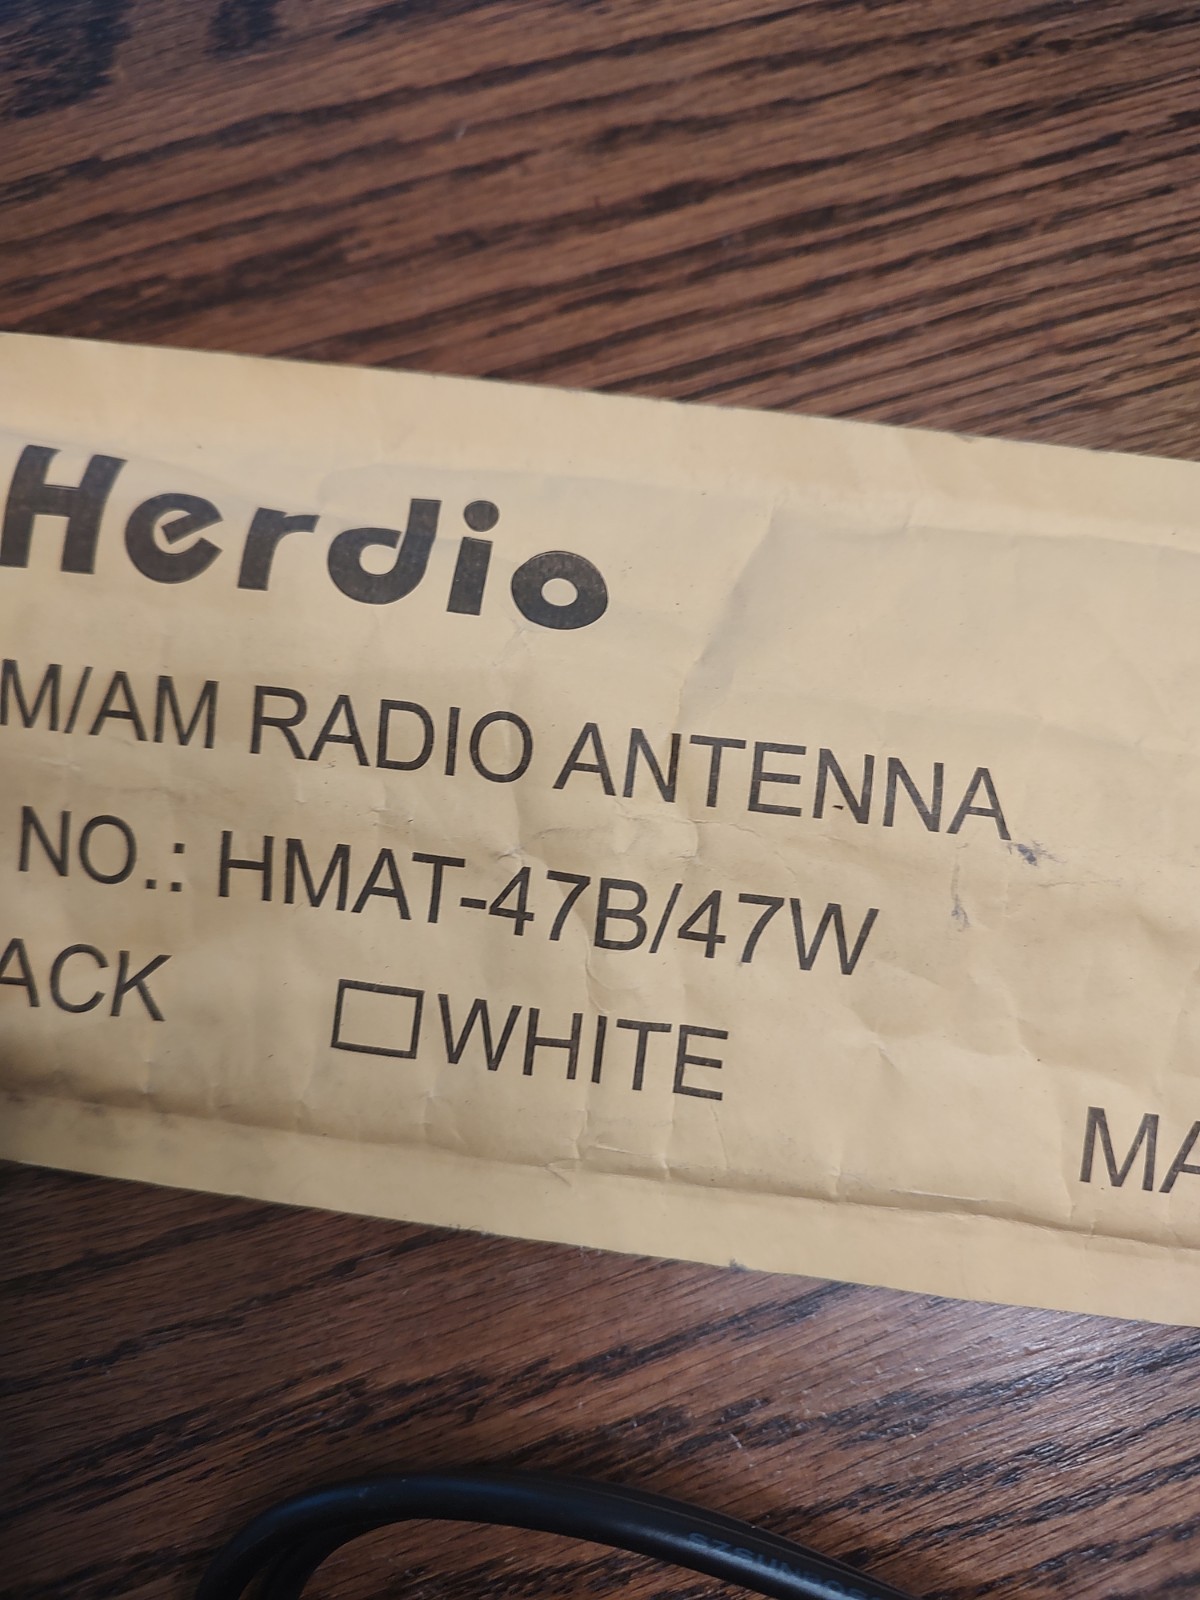 Herdio
M/AM RADIO ANTENNA
NO.: HMAT-47B/47W
ACK □WHITE
MA